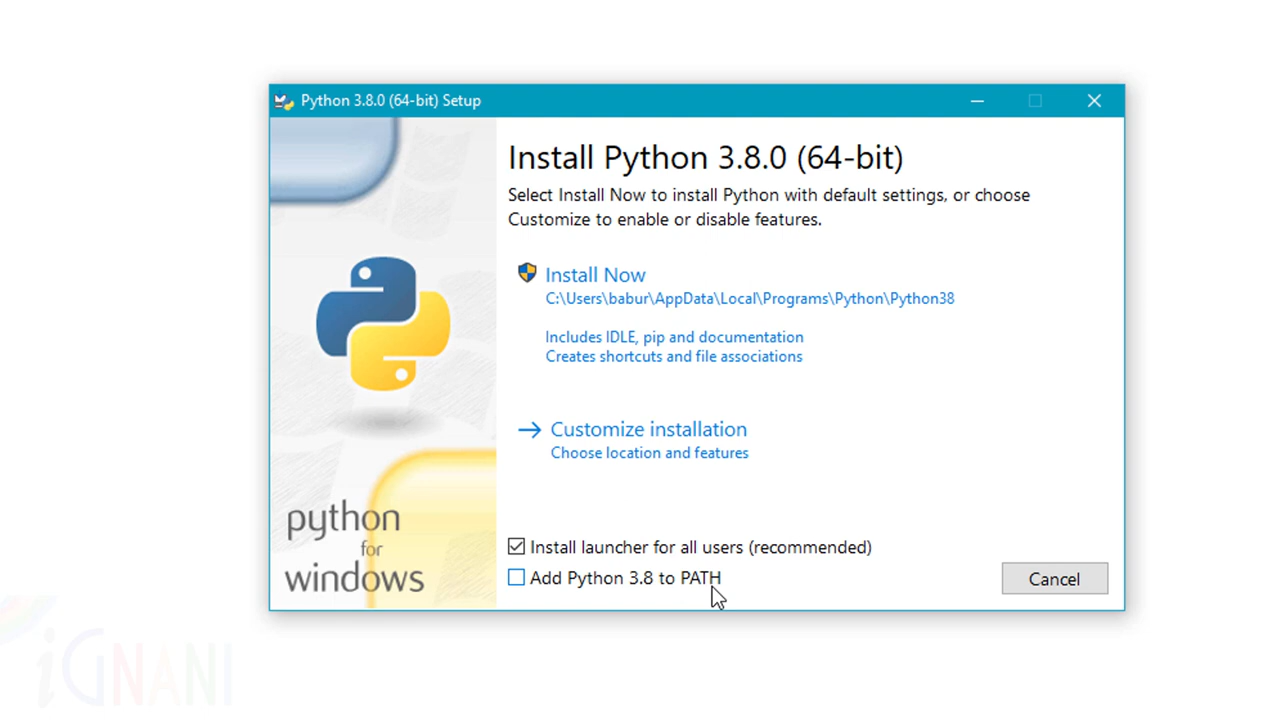 Python 3.8.0 (64-bit) Setup
Install Python 3.8.0 (64-bit)
Select Install Now to install Python with default settings, or choose
Customize to enable or disable features.
Install Now
C:\Users\babur\AppData\Local\Programs\Python\Python38
Includes IDLE, pip and documentation
Creates shortcuts and file associations
Customize installation
Choose location and features
python
for
windows
Install launcher for all users (recommended)
Add Python 3.8 to PATH
Cancel
iGNANI